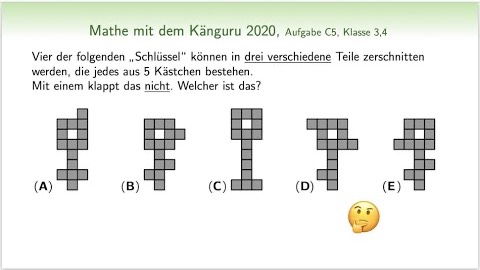 Mathe mit dem Känguru 2020, Aufgabe C5, Klasse 3,4
Vier der folgenden „Schlüssel“ können in drei verschiedene Teile zerschnitten
werden, die jedes aus 5 Kästchen bestehen.
Mit einem klappt das nicht. Welcher ist das?
(A) (B) (C) (D) (E)